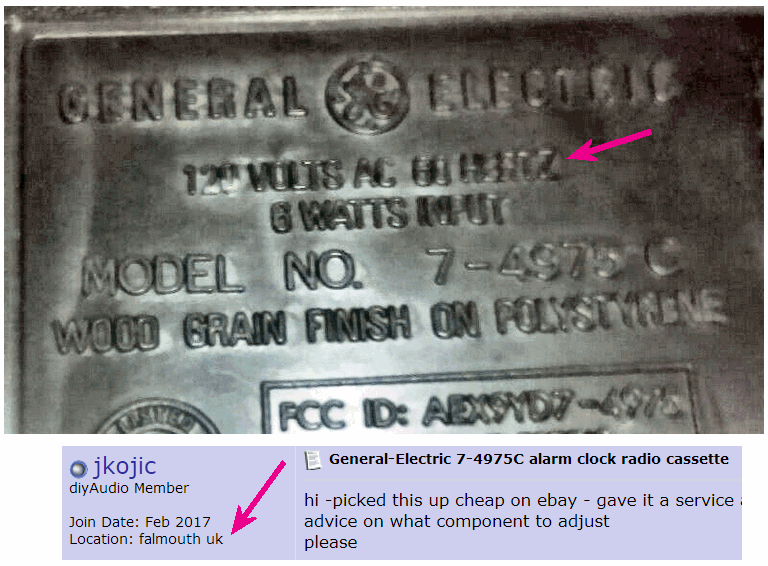 GENERAL GE ELECTRIC
120 VOLTS AC 60 HERTZ
6 WATTS INPUT
MODEL NO. 7-4975 C
WOOD GRAIN FINISH ON POLYSTYRENE
FCC ID: AEX9YD7-4975
jkojic
diyAudio Member
Join Date: Feb 2017
Location: falmouth uk
General-Electric 7-4975C alarm clock radio cassette
hi -picked this up cheap on ebay - gave it a service
advice on what component to adjust
please